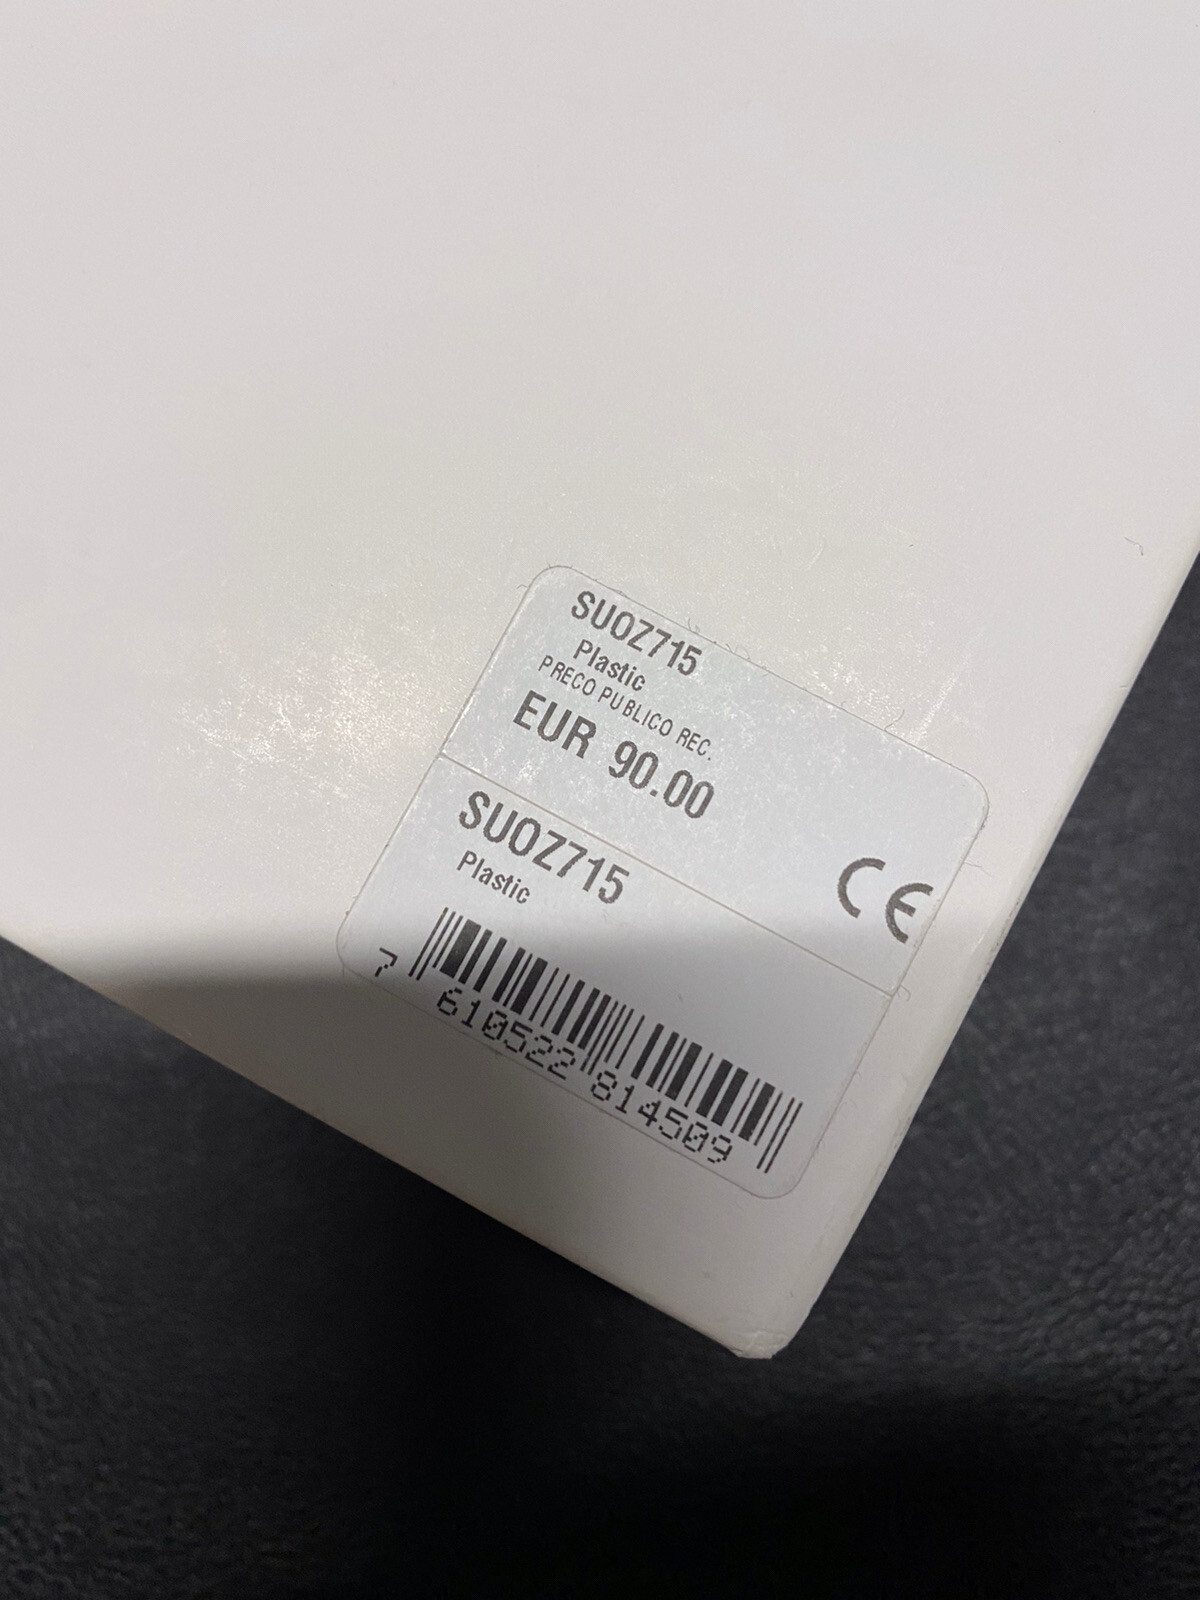 SUOZ715
Plastic
PRECO PUBLICO REC.
EUR 90.00
CE
SUOZ715
Plastic
7 610522 814509